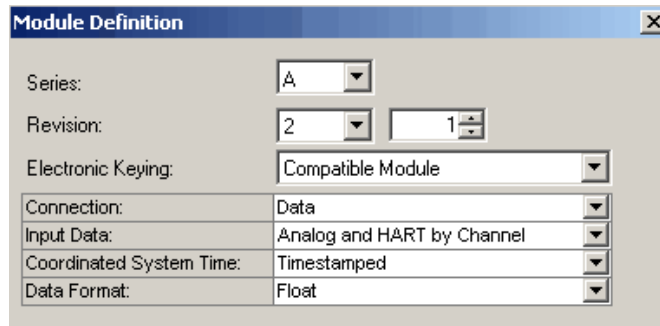 Module Definition
Series: A
Revision: 2 1
Electronic Keying: Compatible Module
Connection: Data
Input Data: Analog and HART by Channel
Coordinated System Time: Timestamped
Data Format: Float